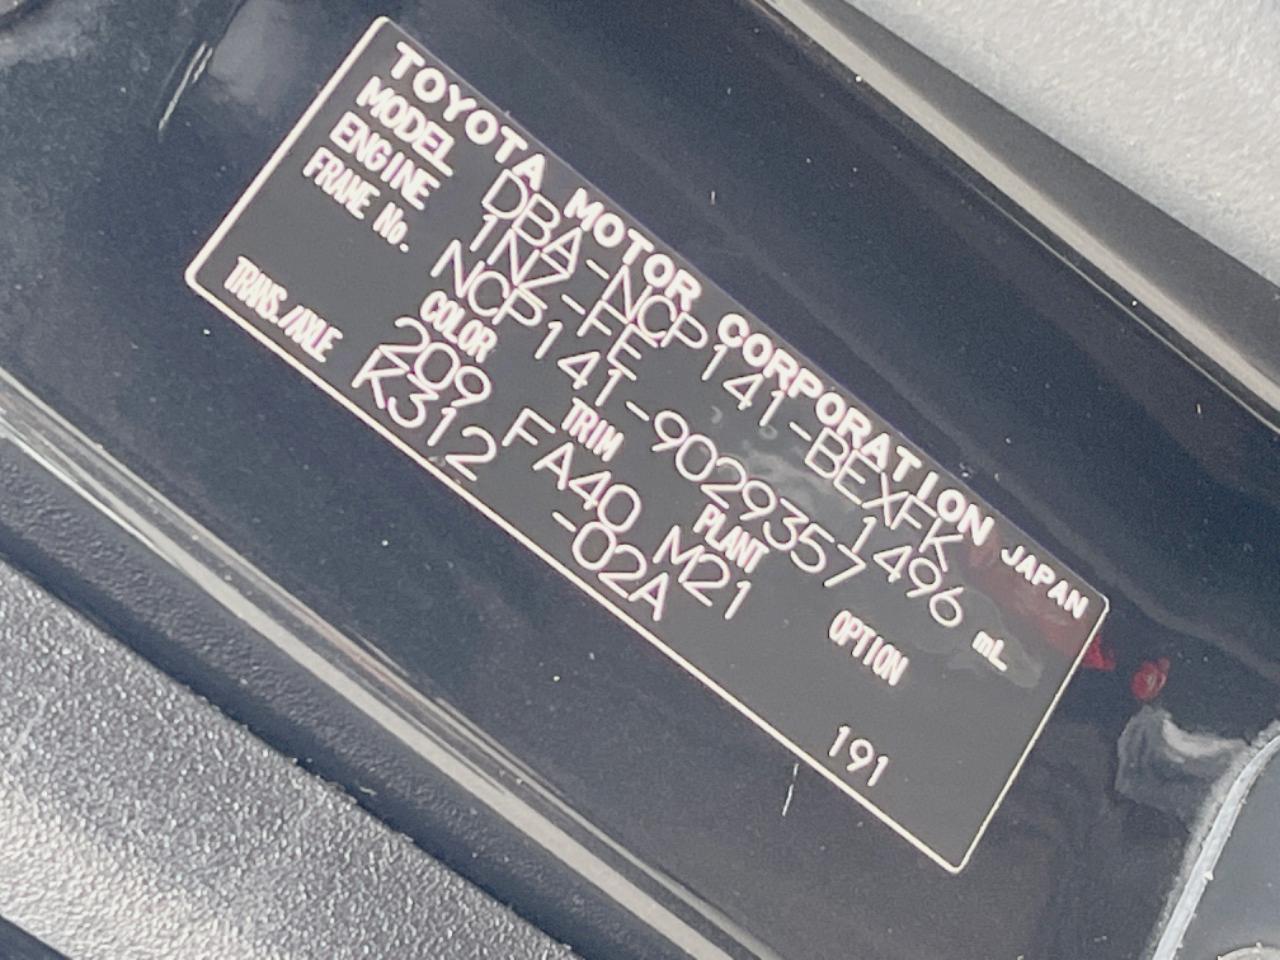 TOYOTA MOTOR CORPORATION JAPAN
MODEL DBA-NCP141-BEXFK
ENGINE 1NZ-FE 1496 mL
FRAME No. NCP141-9029357
COLOR TRIM PLANT OPTION
209 FA40 M21
TRANS./AXLE K312 -02A
191